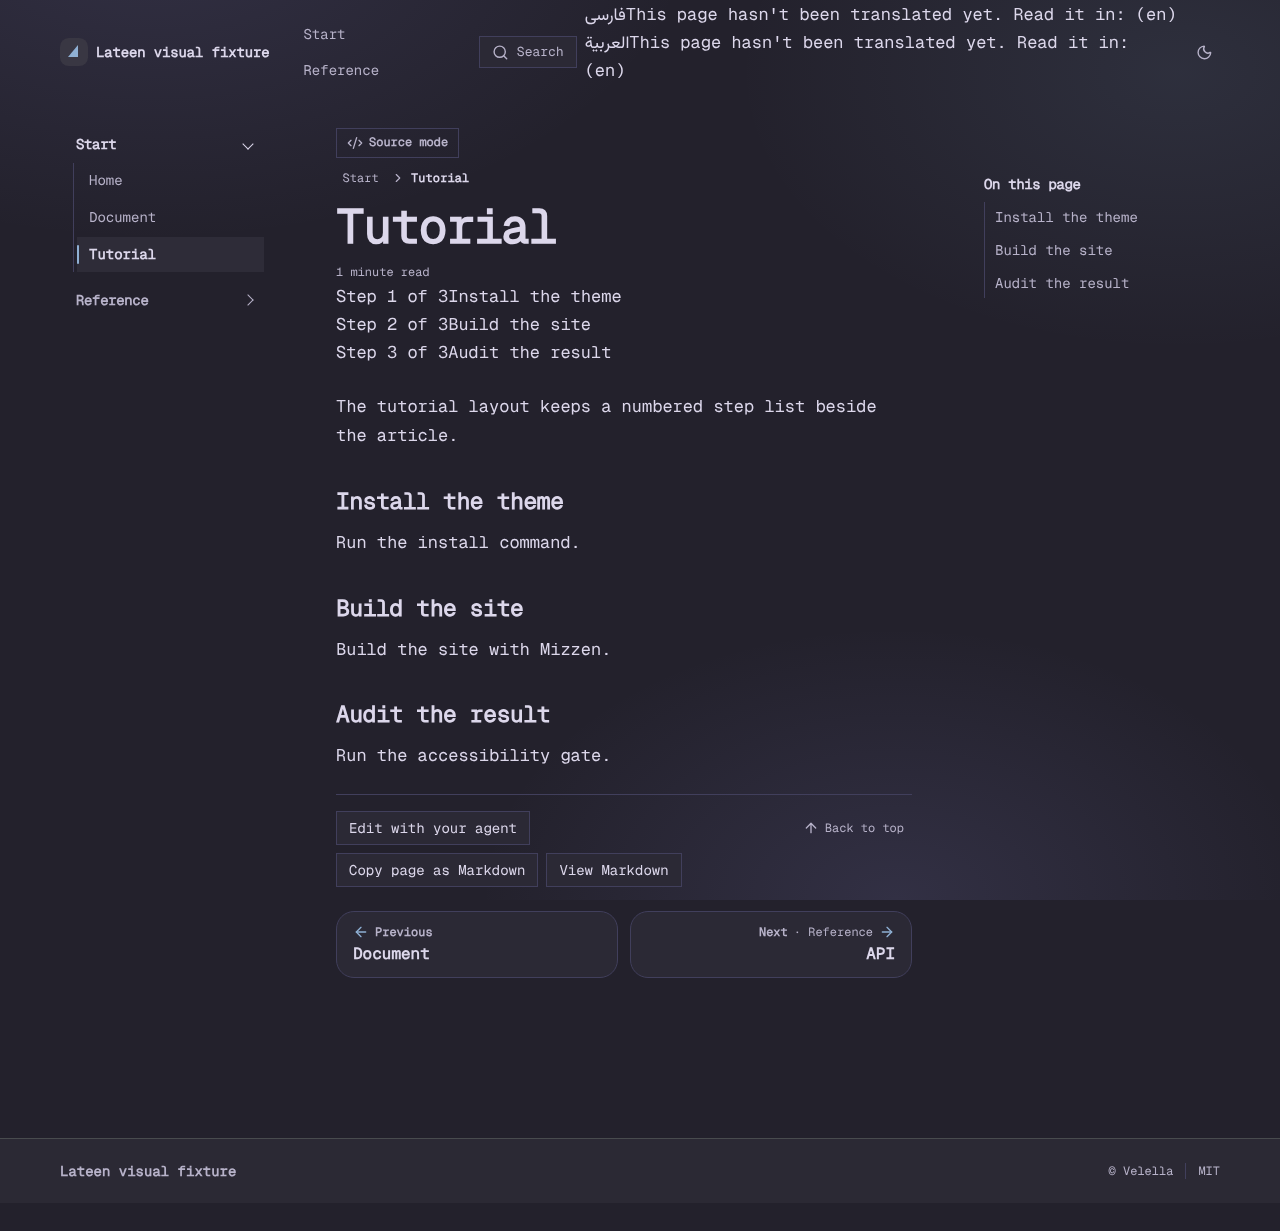 Lateen visual fixture
Start
Reference
Search
فارسیThis page hasn't been translated yet. Read it in: (en)
العربيةThis page hasn't been translated yet. Read it in:
(en)
Start
Home
Document
Tutorial
Reference
Source mode
Start > Tutorial
Tutorial
1 minute read
Step 1 of 3Install the theme
Step 2 of 3Build the site
Step 3 of 3Audit the result
The tutorial layout keeps a numbered step list beside
the article.
Install the theme
Run the install command.
Build the site
Build the site with Mizzen.
Audit the result
Run the accessibility gate.
Edit with your agent
Back to top
Copy page as Markdown
View Markdown
Previous
Document
Next · Reference
API
On this page
Install the theme
Build the site
Audit the result
Lateen visual fixture
© Velella
MIT